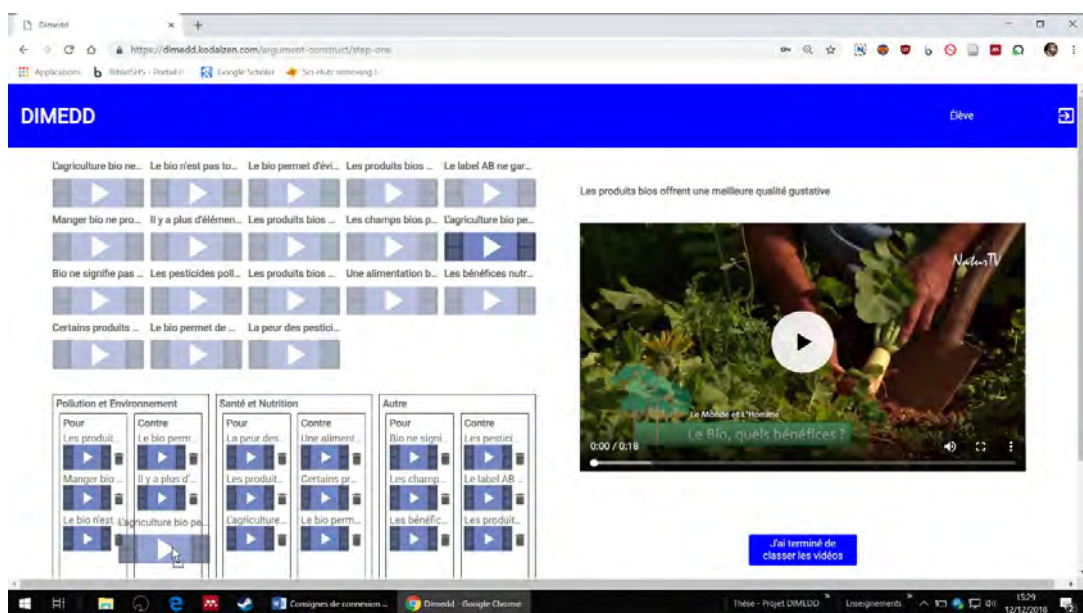 Dimedd
https://dimedd.kodalzen.com/argument-construct/step-one
Applications
Google Scholar
DIMEDD
Élève
L'agriculture bio ne...
Le bio n'est pas to...
Le bio permet d'évi...
Les produits bios ...
Le label AB ne gar...
Manger bio ne pro...
Il y a plus d'élémen...
Les produits bios ...
Les champs bios p...
L'agriculture bio pe...
Bio ne signifie pas ...
Les pesticides poll...
Les produits bios ...
Une alimentation b...
Les bénéfices nutr...
Certains produits ...
Le bio permet de ...
La peur des pestici...
Les produits bios offrent une meilleure qualité gustative
NaturTV
Le Monde et L'Homme
Le Bio, quels bénéfices ?
0:00 / 0:18
Pollution et Environnement
Santé et Nutrition
Autre
Pour
Contre
Pour
Contre
Pour
Contre
Les produit...
Le bio perm...
La peur des...
Une aliment...
Bio ne signi...
Les pestici...
Manger bio ...
Il y a plus d'...
Les produit...
Certains pr...
Les champ...
Le label AB ...
Le bio n'est
L'agriculture bio pe...
L'agriculture...
Le bio perm...
Les bénéfic...
Les produit...
J'ai terminé de
classer les vidéos
Consignes de connexion ...
Dimedd - Google Chrome
Thèse - Projet DIMEDD
Enseignements
15:29
12/12/2018